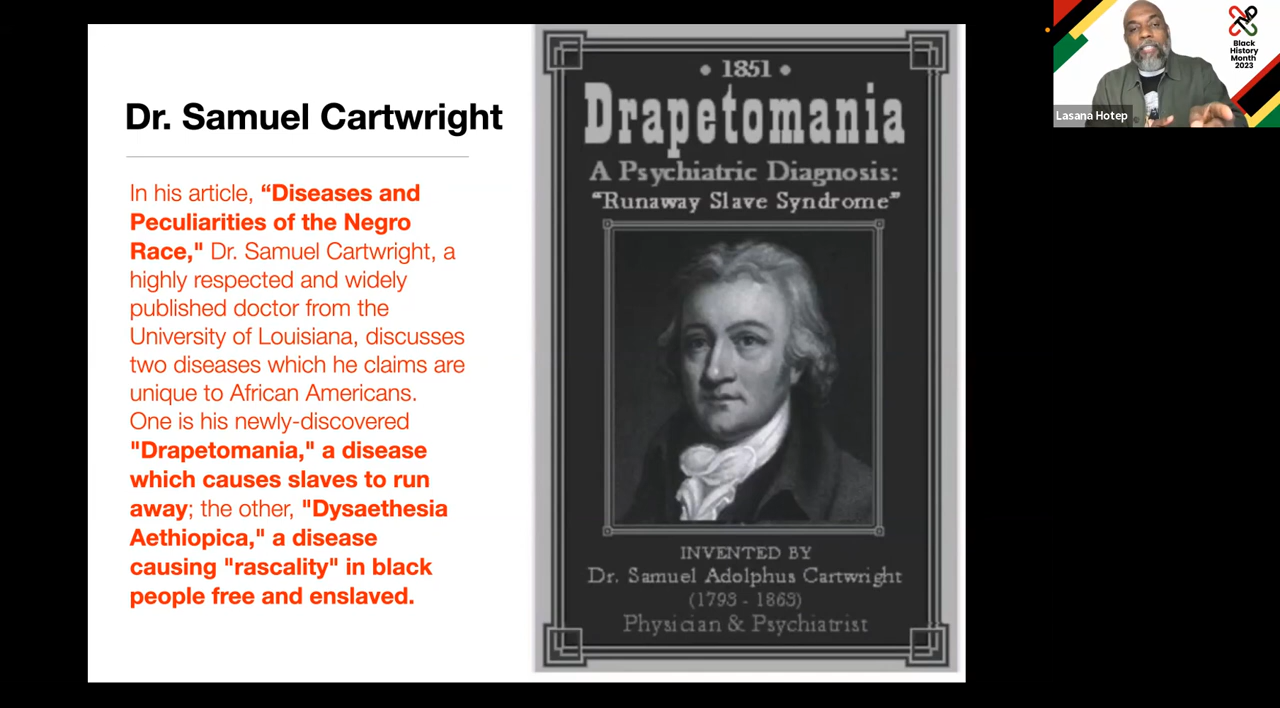 Dr. Samuel Cartwright
In his article, “Diseases and
Peculiarities of the Negro
Race," Dr. Samuel Cartwright, a
highly respected and widely
published doctor from the
University of Louisiana, discusses
two diseases which he claims are
unique to African Americans.
One is his newly-discovered
"Drapetomania," a disease
which causes slaves to run
away; the other, "Dysaethesia
Aethiopica," a disease
causing "rascality" in black
people free and enslaved.
• 1851 •
Drapetomania
A Psychiatric Diagnosis:
“Runaway Slave Syndrome”
INVENTED BY
Dr. Samuel Adolphus Cartwright
(1793 - 1863)
Physician & Psychiatrist
Black
History
Month
2023
Lasana Hotep